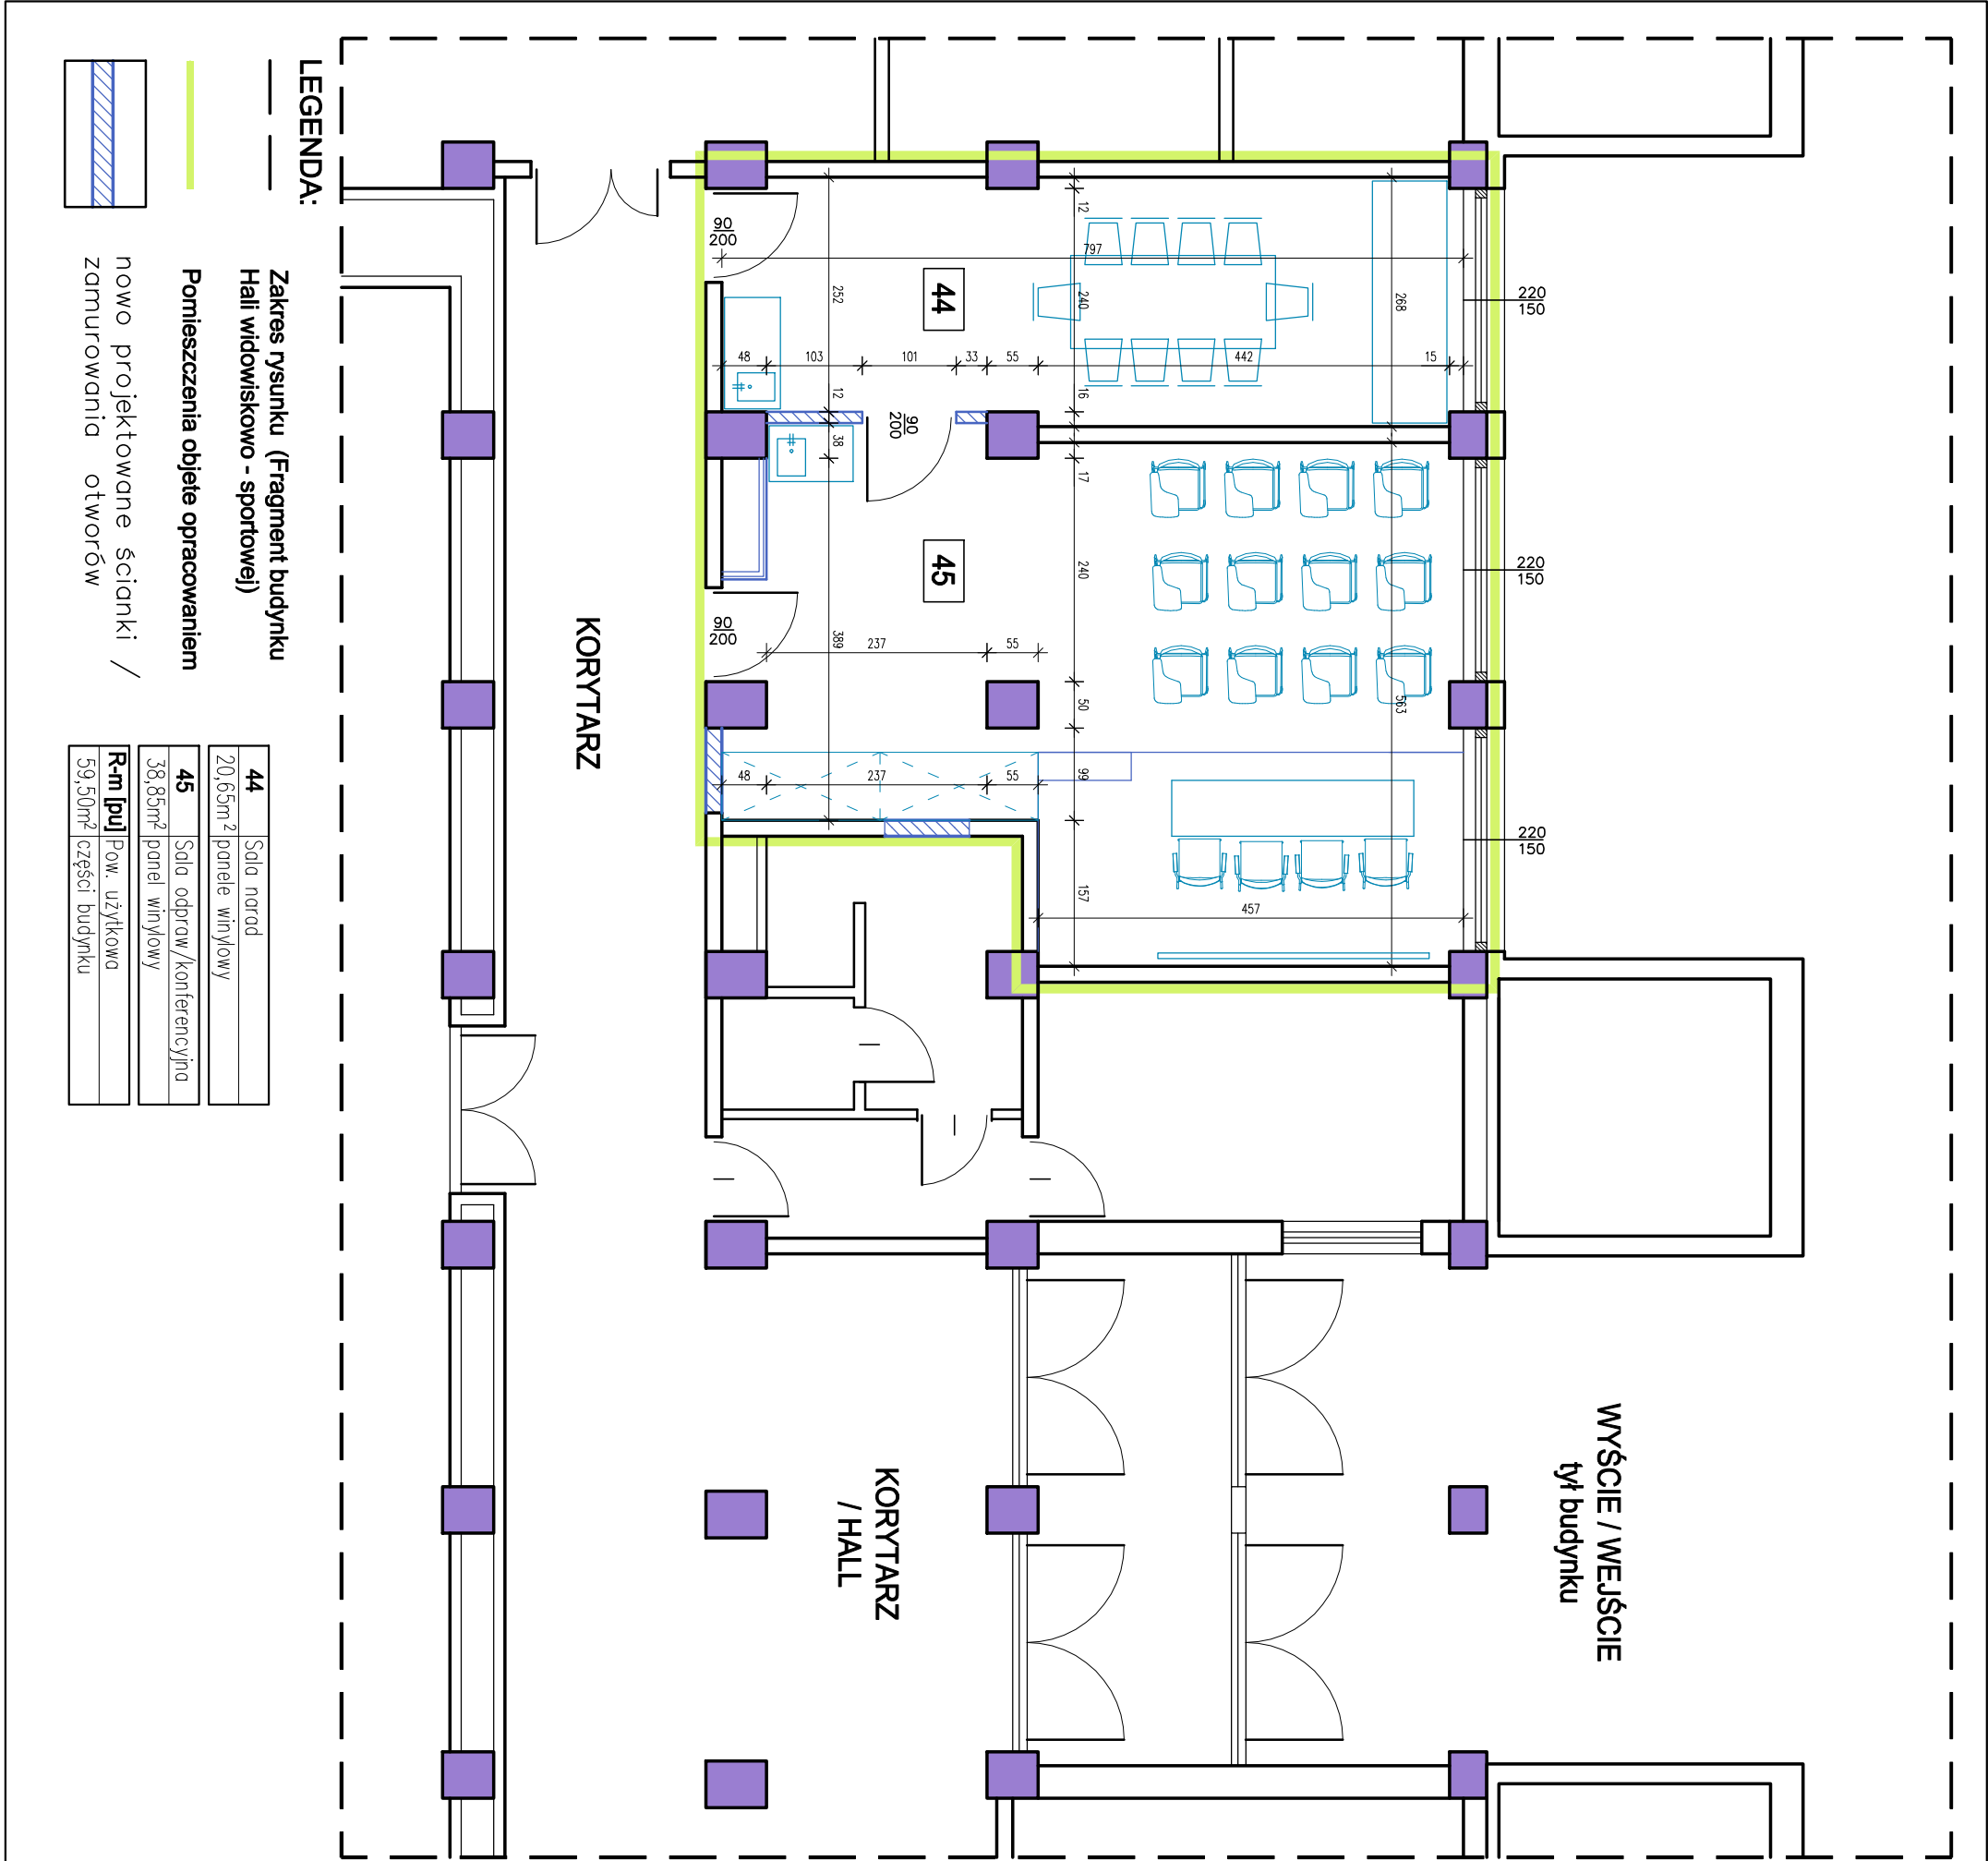 WYŚCIE / WEJŚCIE
tył budynku
220
150
220
150
220
150
44
45
90
200
90
200
90
200
12
240
16
17
240
50
99
157
797
268
563
252
12
38
389
48
103
101
33
55
442
15
237
55
48
237
55
457
KORYTARZ
KORYTARZ
/ HALL
LEGENDA:
Zakres rysunku (Fragment budynku
Hali widowiskowo - sportowej)
Pomieszczenia objete opracowaniem
nowo projektowane ścianki /
zamurowania otworów
44 Sala narad
20,65m² panele winylowy
45 Sala odpraw/konferencyjna
38,85m² panel winylowy
R-m [pu] Pow. użytkowa
59,50m² części budynku